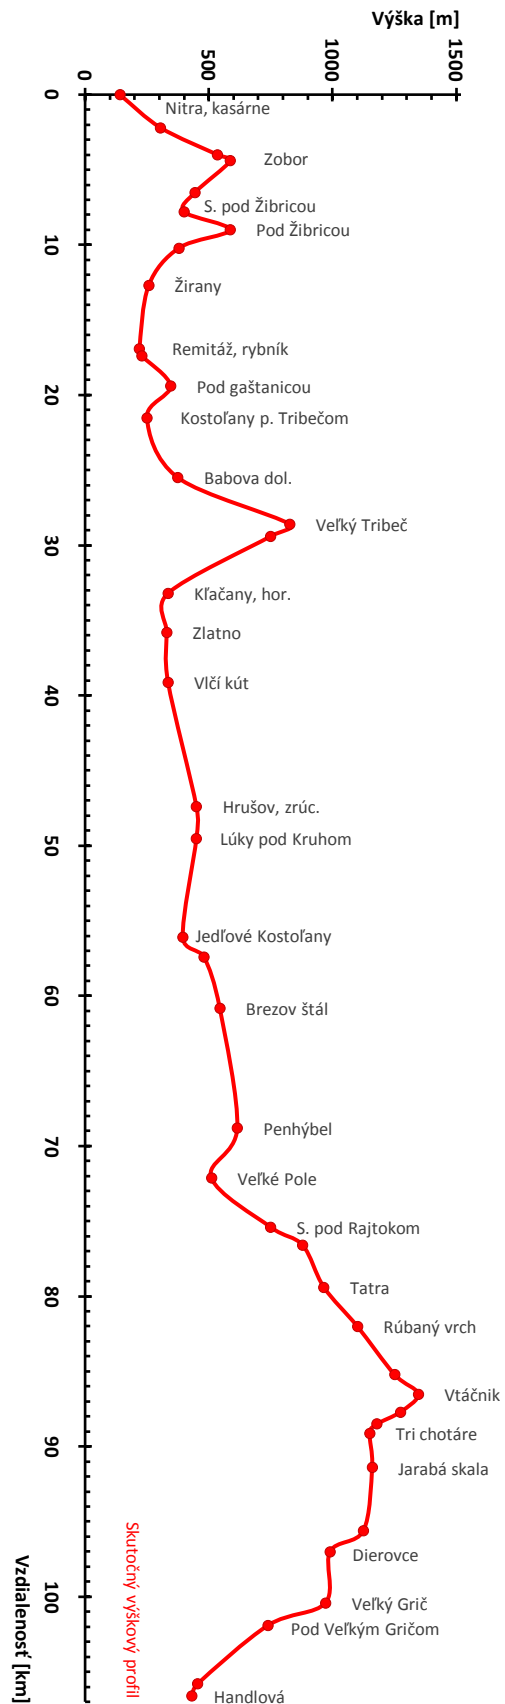 Výška [m]
0
500
1000
1500
0
Nitra, kasárne
Zobor
S. pod Žibricou
Pod Žibricou
10
Žirany
Remitáž, rybník
Pod gaštanicou
20
Kostoľany p. Tribečom
Babova dol.
Veľký Tribeč
30
Kľačany, hor.
Zlatno
Vlčí kút
40
Hrušov, zrúc.
Lúky pod Kruhom
50
Jedľové Kostoľany
60
Brezov štál
Penhýbel
70
Veľké Pole
S. pod Rajtokom
Tatra
80
Rúbaný vrch
Vtáčnik
Tri chotáre
90
Jarabá skala
Dierovce
Veľký Grič
100
Pod Veľkým Gričom
Handlová
Skutočný výškový profil
Vzdialenosť [km]